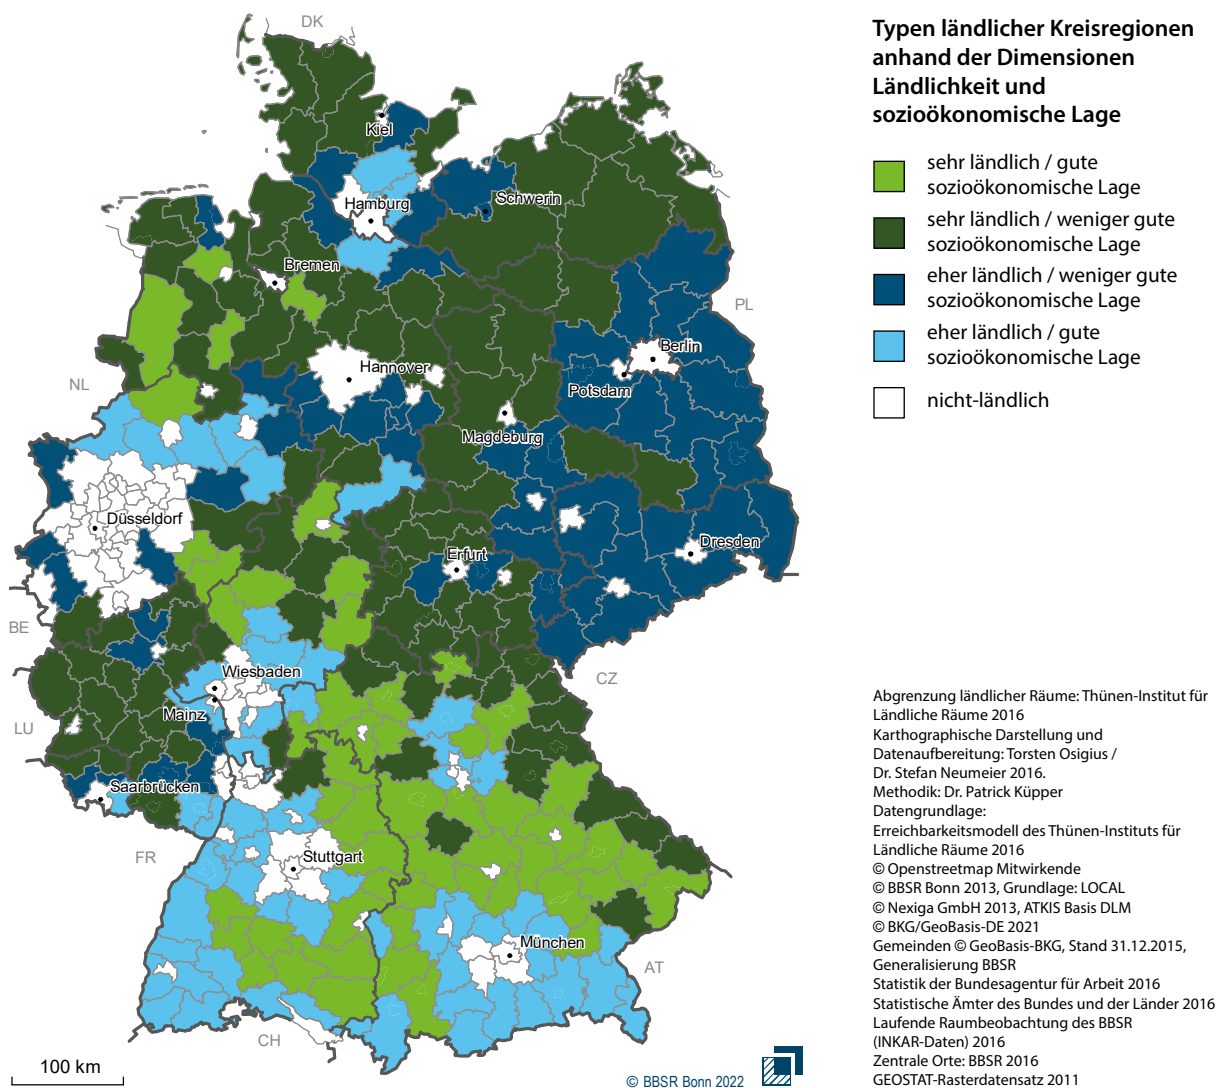 DK
Kiel
Hamburg
Schwerin
Bremen
PL
Berlin
Hannover
Potsdam
NL
Magdeburg
Düsseldorf
Dresden
Erfurt
BE
Wiesbaden
CZ
Mainz
LU
Saarbrücken
FR
Stuttgart
München
AT
CH
100 km
© BBSR Bonn 2022
Typen ländlicher Kreisregionen
anhand der Dimensionen
Ländlichkeit und
sozioökonomische Lage
sehr ländlich / gute
sozioökonomische Lage
sehr ländlich / weniger gute
sozioökonomische Lage
eher ländlich / weniger gute
sozioökonomische Lage
eher ländlich / gute
sozioökonomische Lage
nicht-ländlich
Abgrenzung ländlicher Räume: Thünen-Institut für
Ländliche Räume 2016
Karthographische Darstellung und
Datenaufbereitung: Torsten Osigius /
Dr. Stefan Neumeier 2016.
Methodik: Dr. Patrick Küpper
Datengrundlage:
Erreichbarkeitsmodell des Thünen-Instituts für
Ländliche Räume 2016
© Openstreetmap Mitwirkende
© BBSR Bonn 2013, Grundlage: LOCAL
© Nexiga GmbH 2013, ATKIS Basis DLM
© BKG/GeoBasis-DE 2021
Gemeinden © GeoBasis-BKG, Stand 31.12.2015,
Generalisierung BBSR
Statistik der Bundesagentur für Arbeit 2016
Statistische Ämter des Bundes und der Länder 2016
Laufende Raumbeobachtung des BBSR
(INKAR-Daten) 2016
Zentrale Orte: BBSR 2016
GEOSTAT-Rasterdatensatz 2011